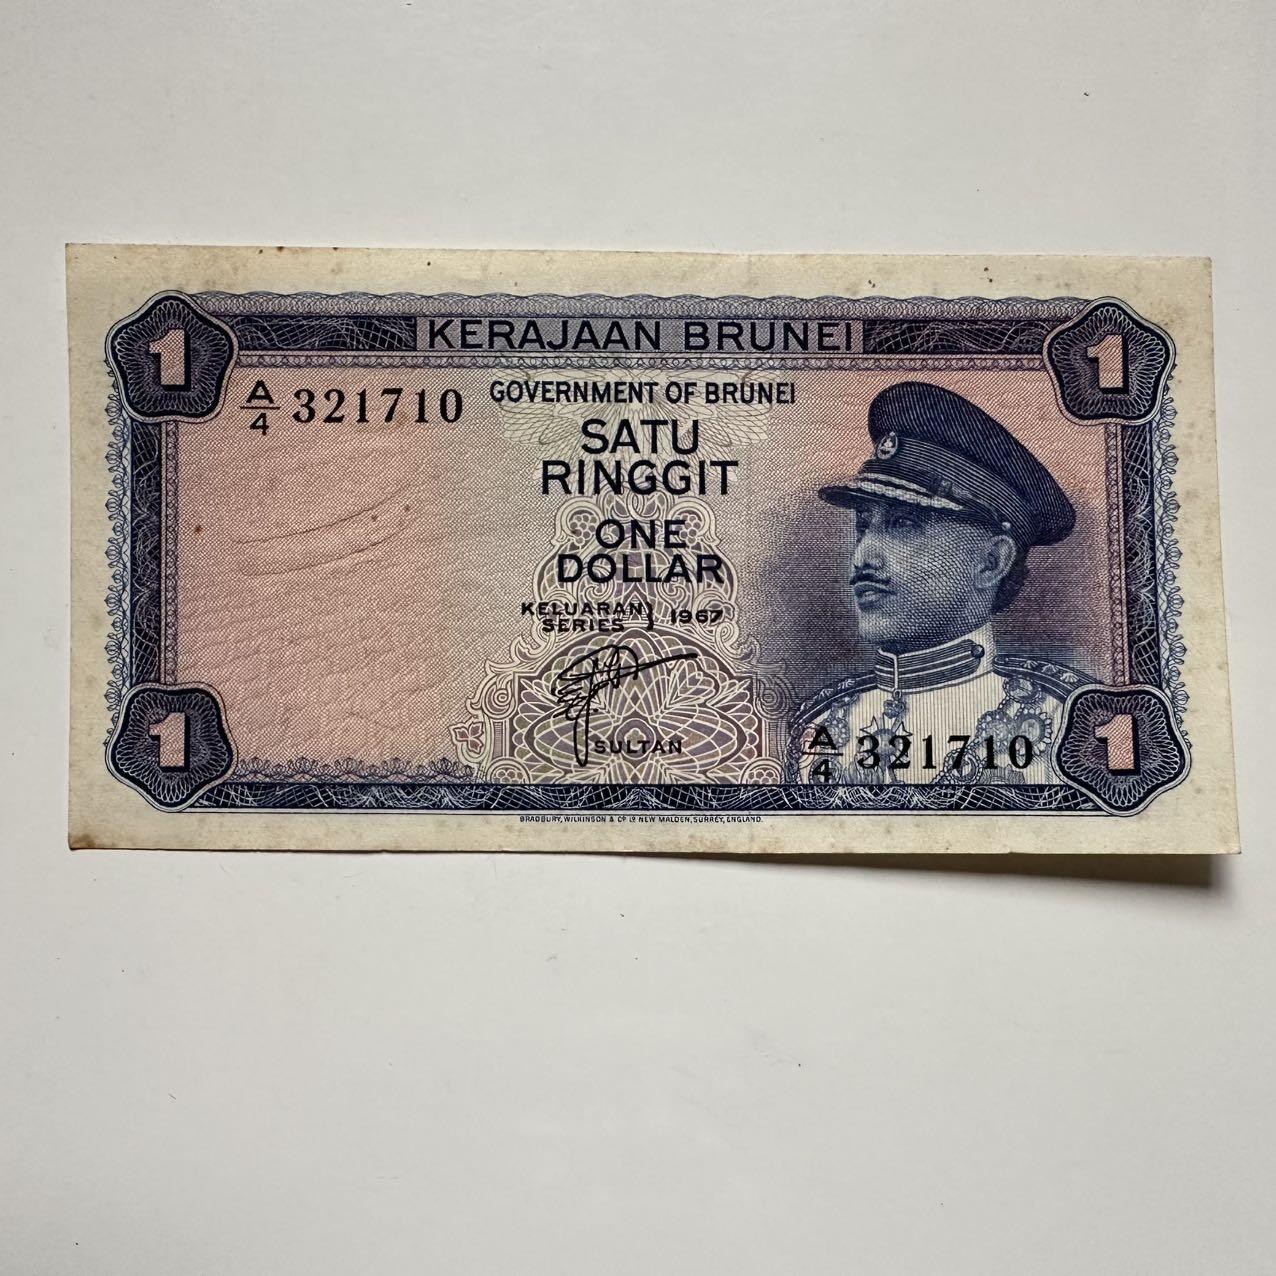 KERAJAAN BRUNEI
1
1
A/4 321710
GOVERNMENT OF BRUNEI
SATU
RINGGIT
ONE
DOLLAR
KELUARAN
SERIES } 1967
SULTAN
A/4 321710
1
1
BRADBURY, WILKINSON & Cº Lº NEW MALDEN, SURREY, ENGLAND.